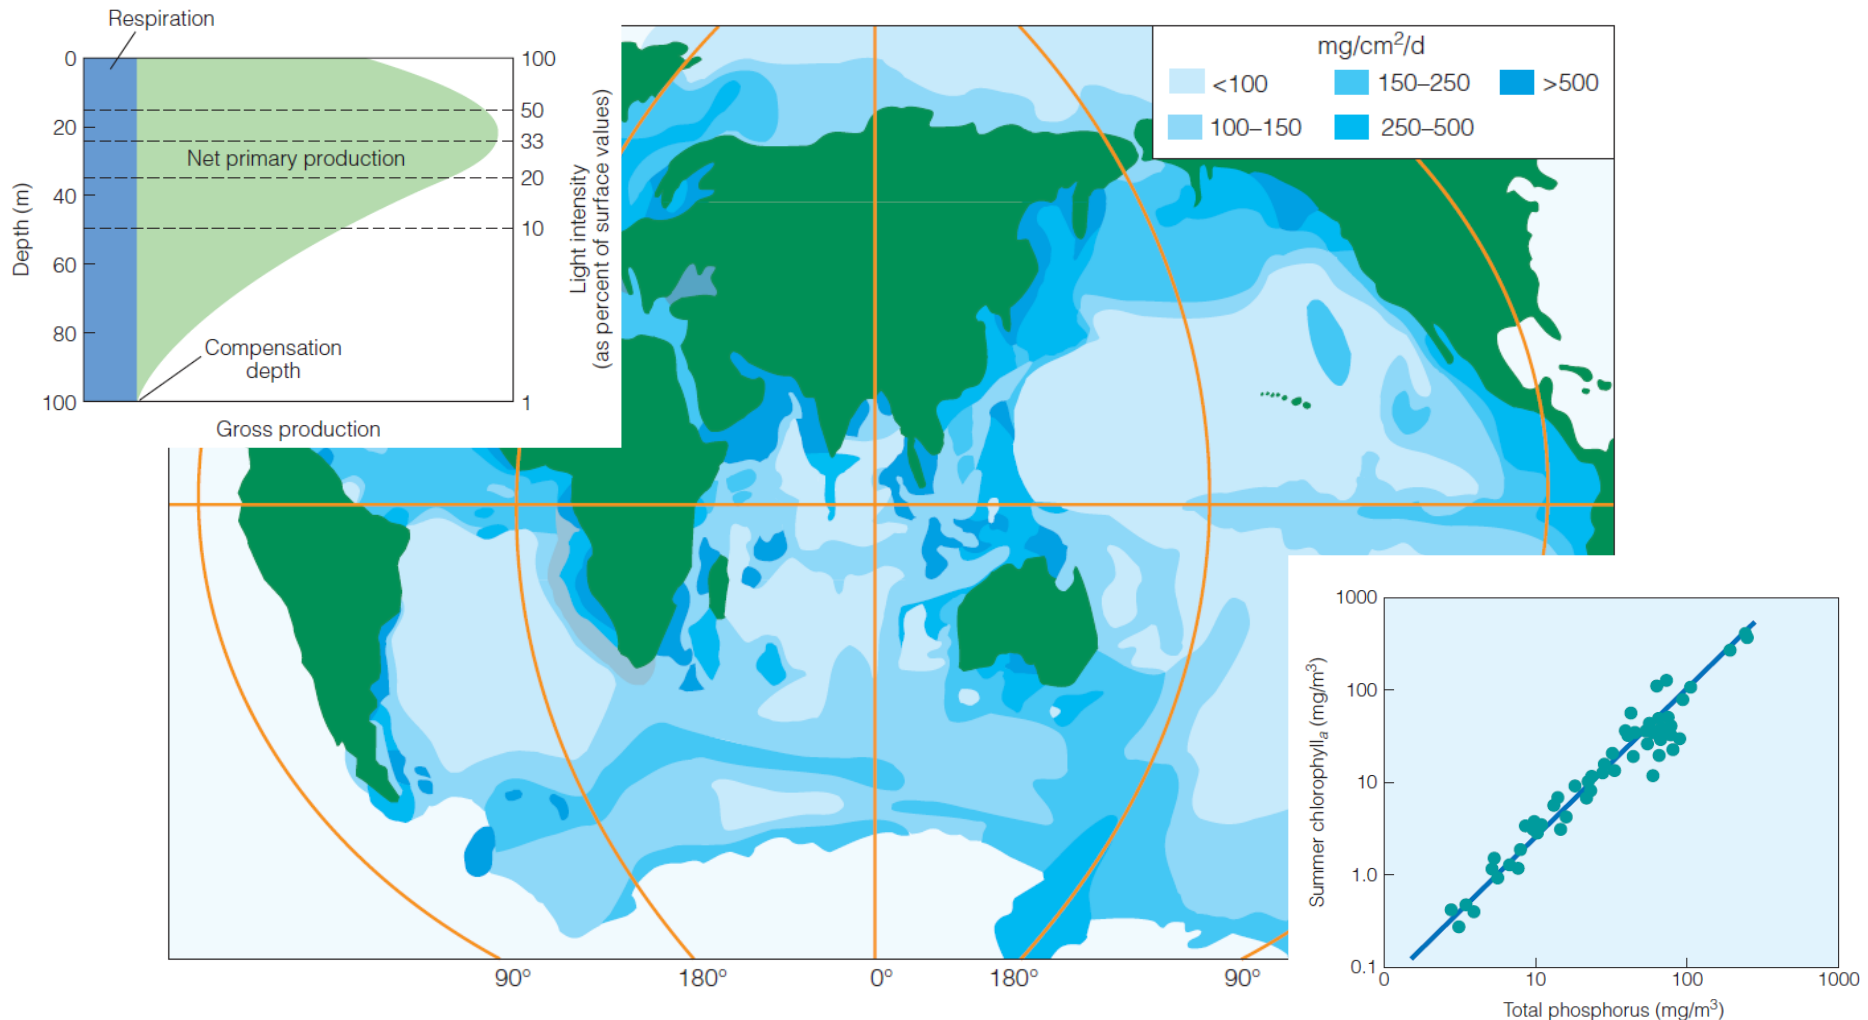 Respiration
0
20
40
60
80
100
Depth (m)
Net primary production
Compensation
depth
Gross production
100
50
33
20
10
1
Light intensity
(as percent of surface values)
mg/cm²/d
<100
150–250
>500
100–150
250–500
90°
180°
0°
180°
90°
1000
100
10
1.0
0.1
Summer chlorophyllₐ (mg/m³)
0
10
100
1000
Total phosphorus (mg/m³)